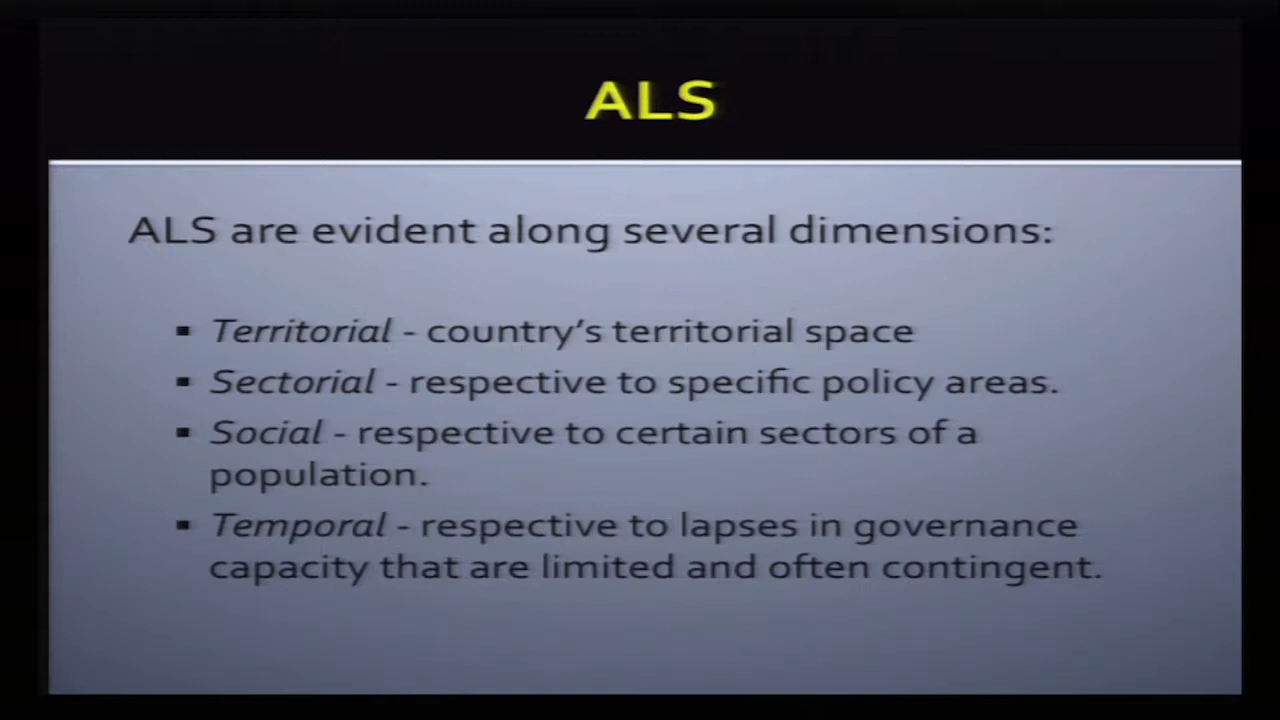 ALS
ALS are evident along several dimensions:
▪ Territorial - country's territorial space
▪ Sectorial - respective to specific policy areas.
▪ Social - respective to certain sectors of a
population.
▪ Temporal - respective to lapses in governance
capacity that are limited and often contingent.